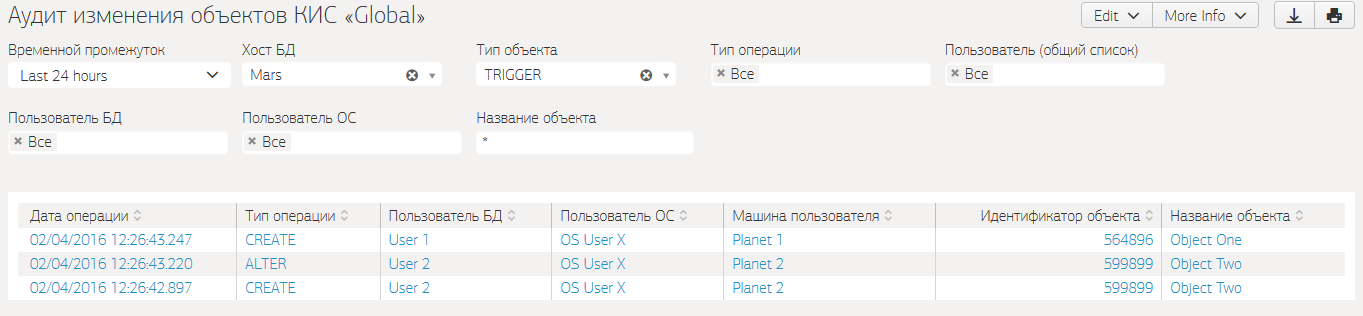 Аудит изменения объектов КИС «Global»
Edit More Info
Временной промежуток Хост БД Тип объекта Тип операции Пользователь (общий список)
Last 24 hours Mars TRIGGER Все Все
Пользователь БД Пользователь ОС Название объекта
Все Все *
Дата операции Тип операции Пользователь БД Пользователь ОС Машина пользователя Идентификатор объекта Название объекта
02/04/2016 12:26:43.247 CREATE User 1 OS User X Planet 1 564896 Object One
02/04/2016 12:26:43.220 ALTER User 2 OS User X Planet 2 599899 Object Two
02/04/2016 12:26:42.897 CREATE User 2 OS User X Planet 2 599899 Object Two